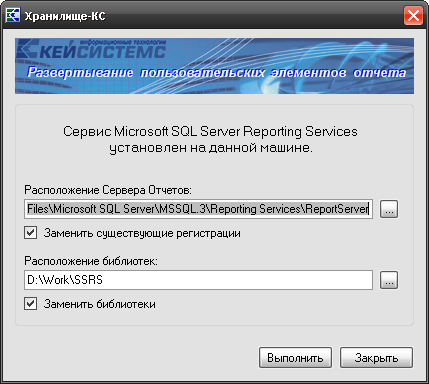 Хранилище-КС
информационные технологии
КЕЙСИСТЕМС
Развертывание пользовательских элементов отчета
Сервис Microsoft SQL Server Reporting Services
установлен на данной машине.
Расположение Сервера Отчетов:
Files\Microsoft SQL Server\MSSQL.3\Reporting Services\ReportServer
...
Заменить существующие регистрации
Расположение библиотек:
D:\Work\SSRS
...
Заменить библиотеки
Выполнить
Закрыть